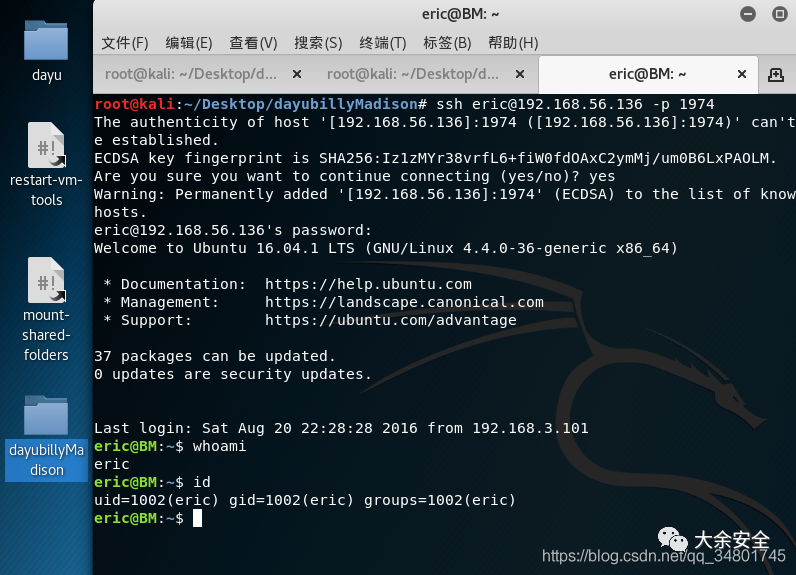 eric@BM: ~
文件(F) 编辑(E) 查看(V) 搜索(S) 终端(T) 标签(B) 帮助(H)
root@kali: ~/Desktop/d... × root@kali: ~/Desktop/d... × eric@BM: ~ ×
root@kali:~/Desktop/dayubillyMadison# ssh eric@192.168.56.136 -p 1974
The authenticity of host '[192.168.56.136]:1974 ([192.168.56.136]:1974)' can't
e established.
ECDSA key fingerprint is SHA256:Iz1zMYr38vrfL6+fiW0fdOAxC2ymMj/um0B6LxPAOLM.
Are you sure you want to continue connecting (yes/no)? yes
Warning: Permanently added '[192.168.56.136]:1974' (ECDSA) to the list of know
hosts.
eric@192.168.56.136's password:
Welcome to Ubuntu 16.04.1 LTS (GNU/Linux 4.4.0-36-generic x86_64)
* Documentation: https://help.ubuntu.com
* Management: https://landscape.canonical.com
* Support: https://ubuntu.com/advantage
37 packages can be updated.
0 updates are security updates.
Last login: Sat Aug 20 22:28:28 2016 from 192.168.3.101
eric@BM:~$ whoami
eric
eric@BM:~$ id
uid=1002(eric) gid=1002(eric) groups=1002(eric)
eric@BM:~$
dayu
#!
restart-vm-
tools
#!
mount-
shared-
folders
dayubillyMa
dison
大余安全
https://blog.csdn.net/qq_34801745